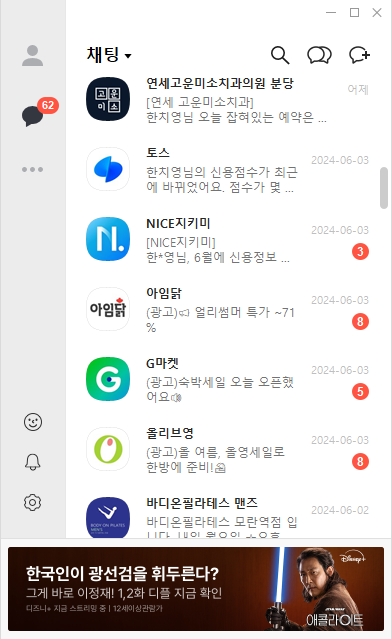 채팅
62
연세고운미소치과의원 분당
어제
고운
미소
[연세 고운미소치과]
한치영님 오늘 잡혀있는 예약은 ...
토스
2024-06-03
한치영님의 신용점수가 최근
에 바뀌었어요. 점수가 몇 ...
NICE지키미
2024-06-03
N.
[NICE지키미]
3
한*영님, 6월에 신용정보 ...
아임닭
2024-06-03
아임닭
(광고)📢 얼리썸머 특가 ~71
%
8
G마켓
2024-06-03
G
(광고)숙박세일 오늘 오픈했
어요
5
올리브영
2024-06-03
(광고)올 여름, 올영세일로
한방에 준비!
8
바디온필라테스 맨즈
2024-06-02
BODY ON PILATES
MEN'S
바디온필라테스 모란역점 입
한국인이 광선검을 휘두른다?
그게 바로 이정재! 1,2화 디플 지금 확인
디즈니+ 지금 스트리밍 중 | 12세이상관람가
Disney+
STAR WARS
애콜라이트